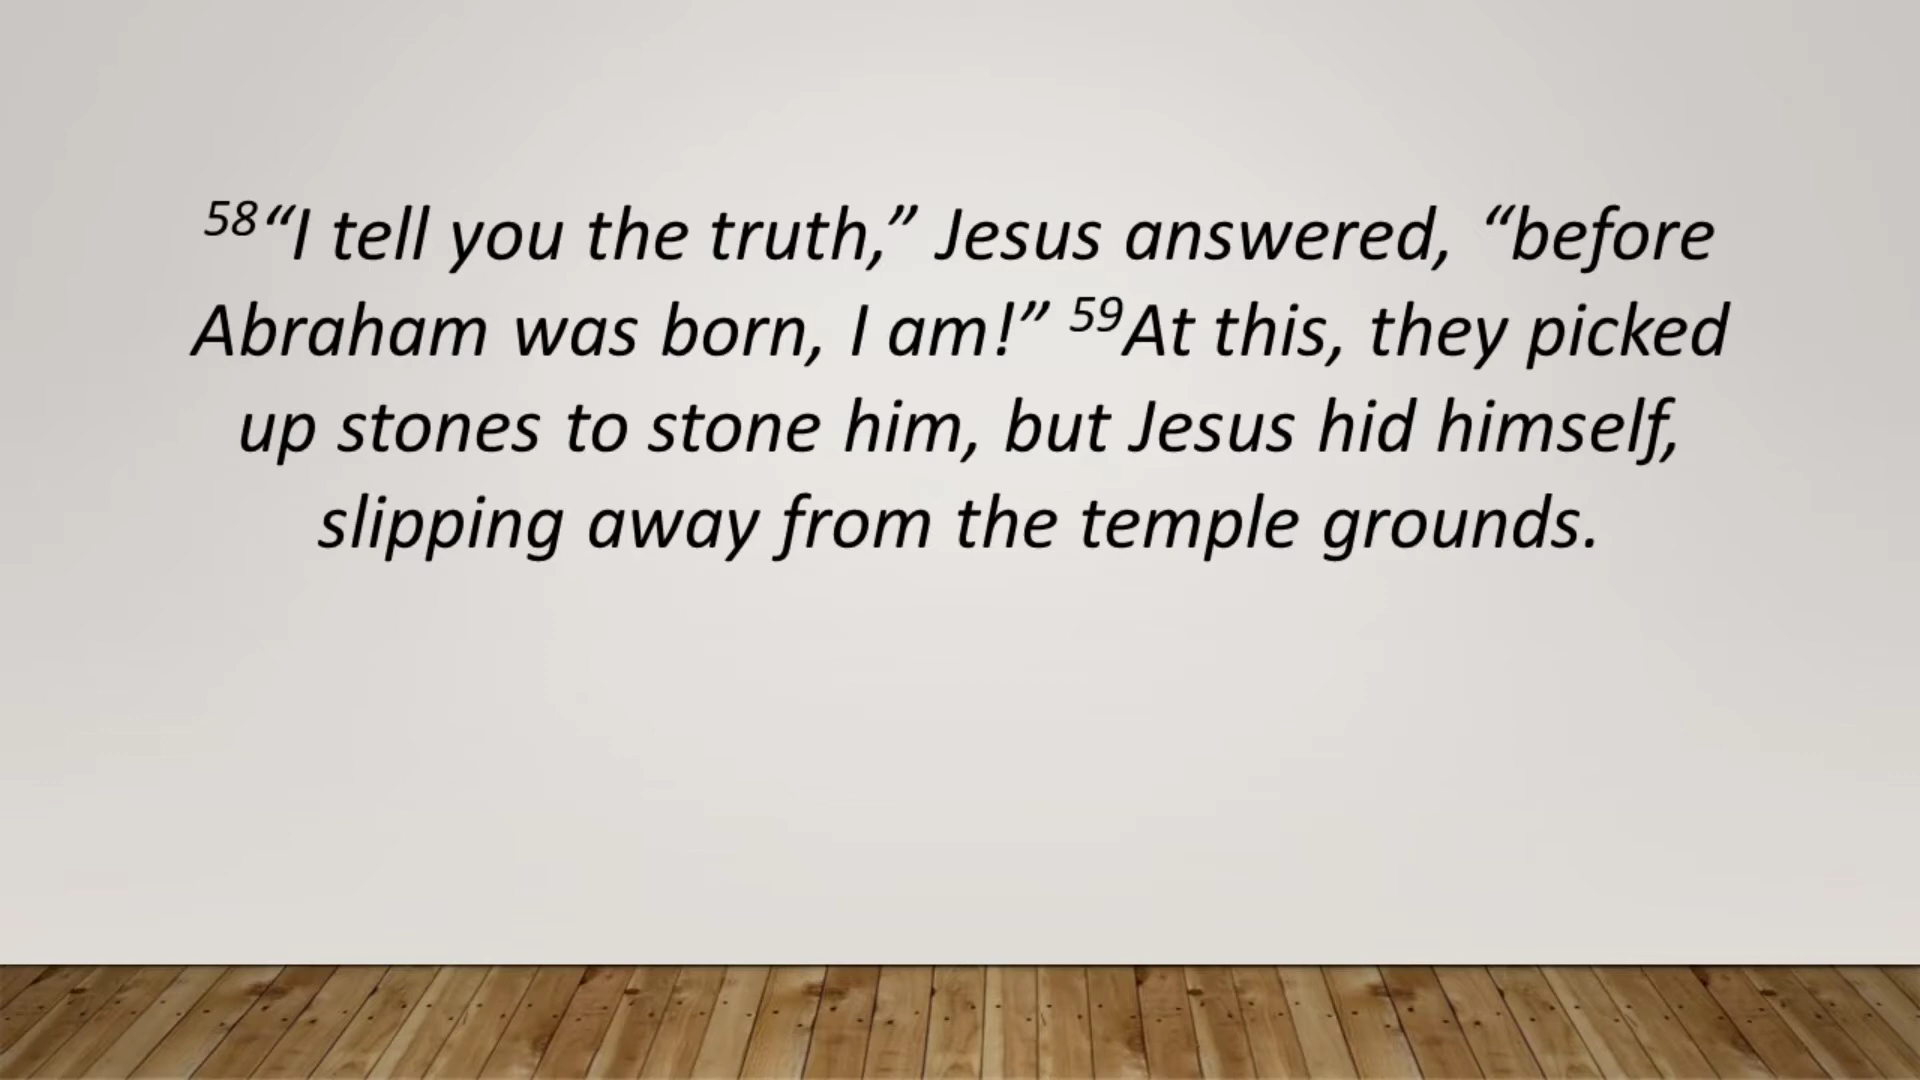 58“I tell you the truth,” Jesus answered, “before
Abraham was born, I am!” 59At this, they picked
up stones to stone him, but Jesus hid himself,
slipping away from the temple grounds.